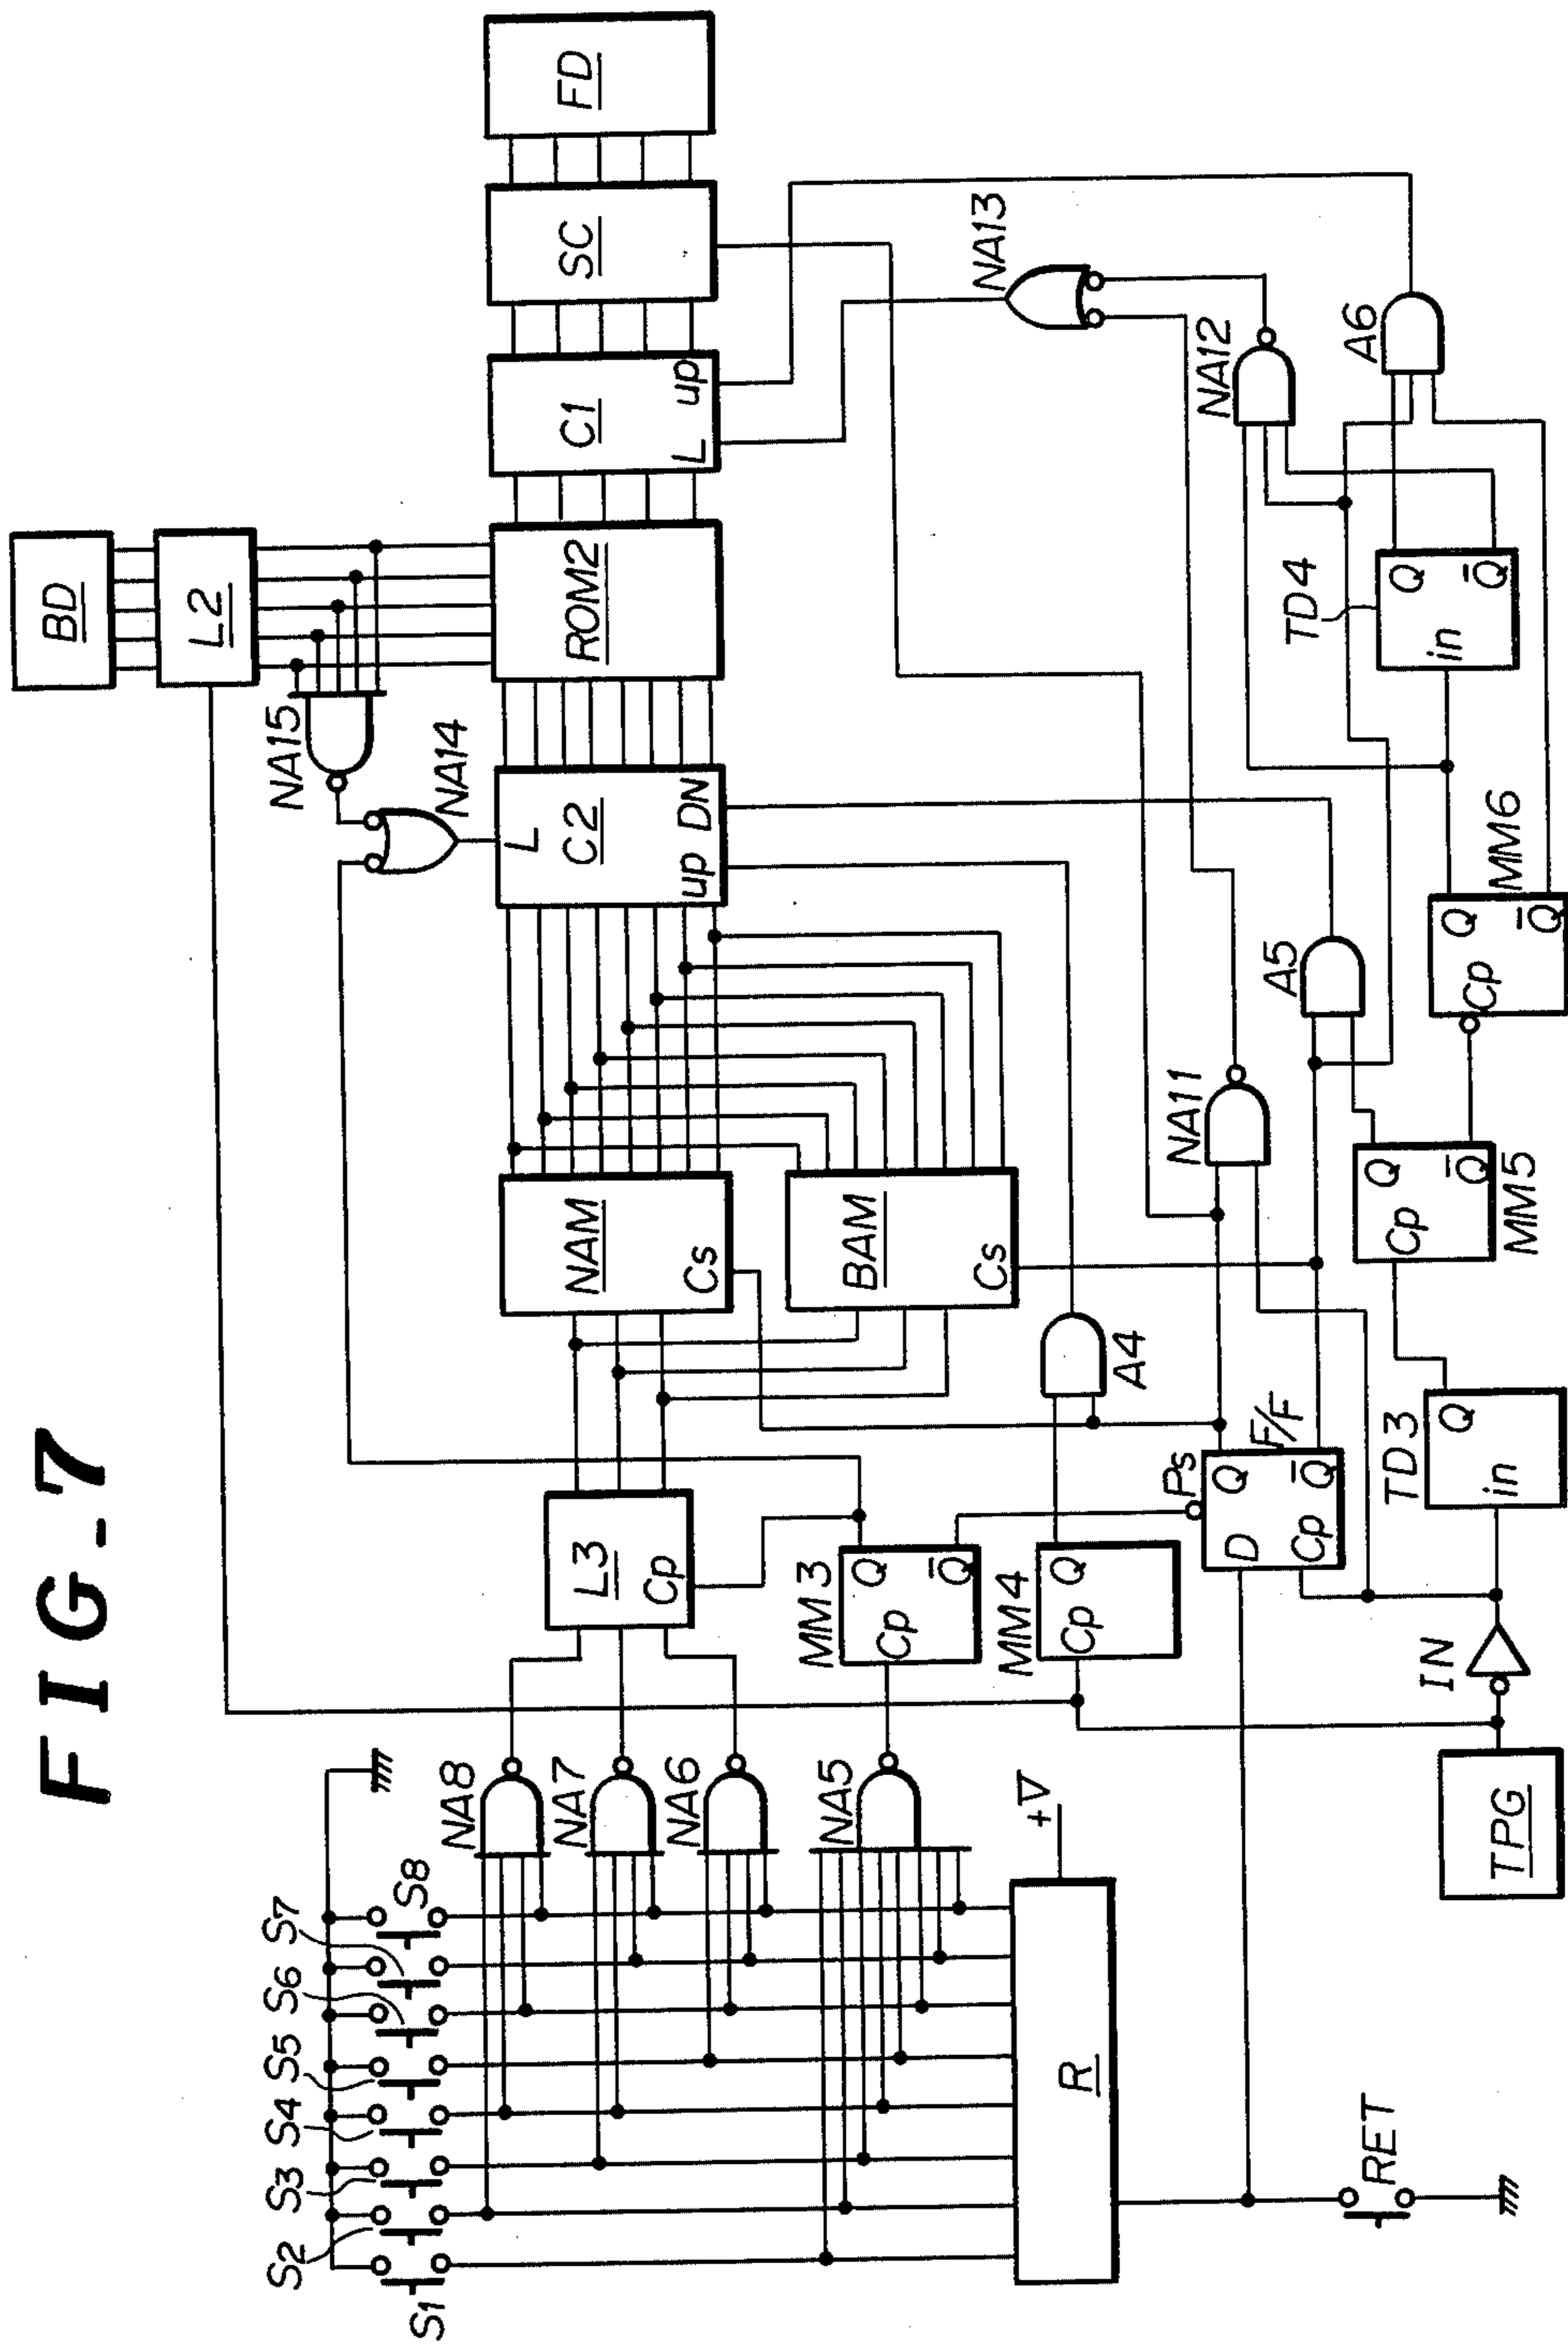 FIG-7
BD
L2
NA15
NA14
FD
SC
C1
L
up
ROM2
C2
L
up
DN
NAM
Cs
BAM
Cs
L3
Cp
NA8
NA7
NA6
NA5
S1
S2
S3
S4
S5
S6
S7
S8
R
+V
RET
MM3
Cp
Q
Q̅
MM4
Cp
Q
A4
Ps
F/F
D
Cp
Q
Q̅
IN
TPG
TD3
in
Q
MM5
Cp
Q
Q̅
NA11
A5
MM6
Cp
Q
Q̅
TD4
in
Q
Q̅
NA12
NA13
A6